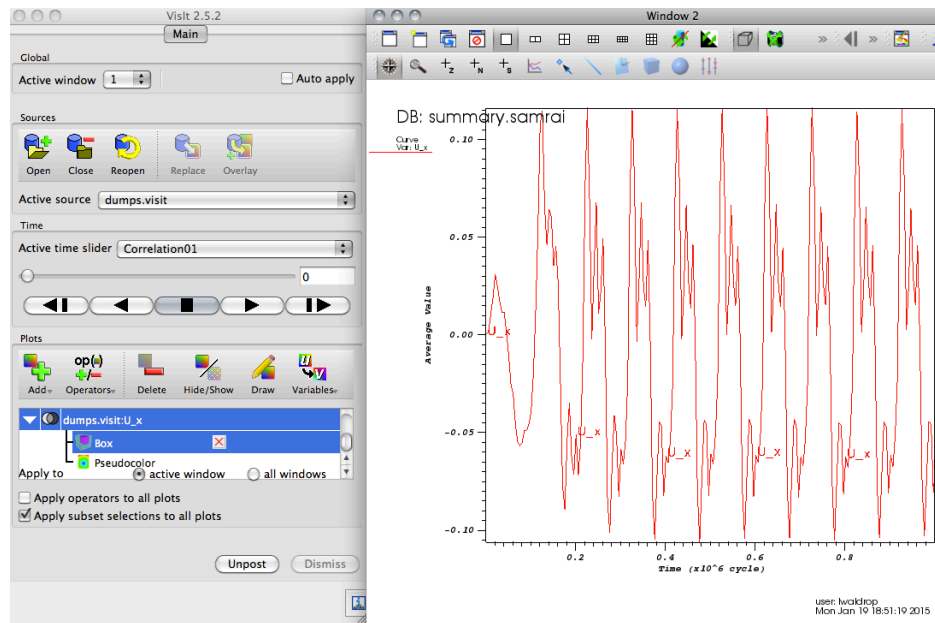 VisIt 2.5.2
Main
Global
Active window 1
Auto apply
Sources
Open Close Reopen Replace Overlay
Active source dumps.visit
Time
Active time slider Correlation01
0
Plots
op(=)
+/-
Add Operators Delete Hide/Show Draw Variables
dumps.visit:U_x
Box
Pseudocolor
Apply to active window all windows
Apply operators to all plots
Apply subset selections to all plots
Unpost Dismiss
Window 2
+z +N +s
DB: summary.samrai
Curve
Var: U_x
0.10
0.05
0.00
-0.05
-0.10
Average Value
U_x
U_x
U_x
U_x
U_x
0.2 0.4 0.6 0.8
Time (x10^6 cycle)
user: lwaldrop
Mon Jan 19 18:51:19 2015